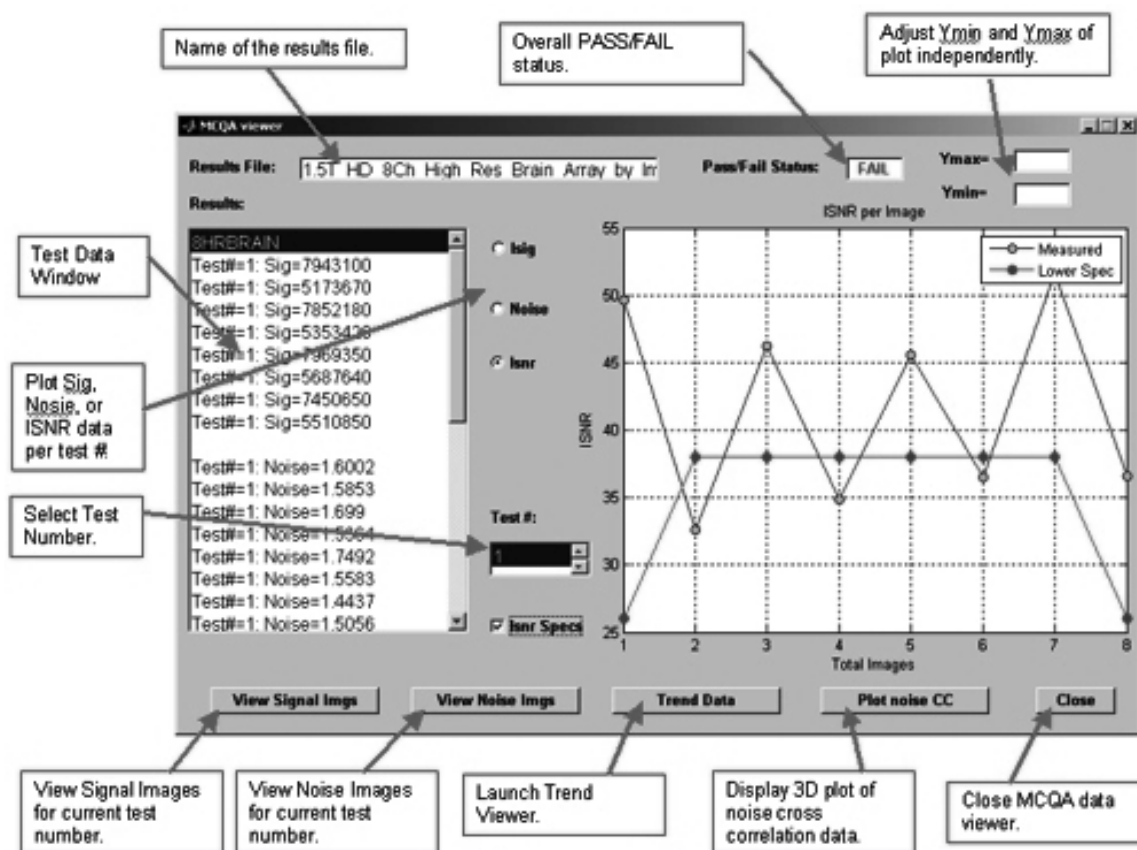 Name of the results file.
Overall PASS/FAIL
status.
Adjust Ymin and Ymax of
plot independently.
MCQA viewer
Results File:
1.5T HD 8Ch High Res Brain Array by Im
Pass/Fail Status:
FAIL
Ymax=
Ymin=
Results:
8HRBRAIN
Test#=1: Sig=7943100
Test#=1: Sig=5173670
Test#=1: Sig=7852180
Test#=1: Sig=5353430
Test#=1: Sig=7969350
Test#=1: Sig=5687640
Test#=1: Sig=7450650
Test#=1: Sig=5510850
Test#=1: Noise=1.6002
Test#=1: Noise=1.5853
Test#=1: Noise=1.699
Test#=1: Noise=1.5364
Test#=1: Noise=1.7492
Test#=1: Noise=1.5583
Test#=1: Noise=1.4437
Test#=1: Noise=1.5056
Isig
Noise
Isnr
Test #:
1
Isnr Specs
ISNR per Image
Measured
Lower Spec
55
50
45
40
35
30
25
ISNR
1 2 3 4 5 6 7 8
Total Images
Test Data
Window
Plot Sig,
Nosie, or
ISNR data
per test #.
Select Test
Number.
View Signal Imgs
View Noise Imgs
Trend Data
Plot noise CC
Close
View Signal Images
for current test
number.
View Noise Images
for current test
number.
Launch Trend
Viewer.
Display 3D plot of
noise cross
correlation data.
Close MCQA data
viewer.